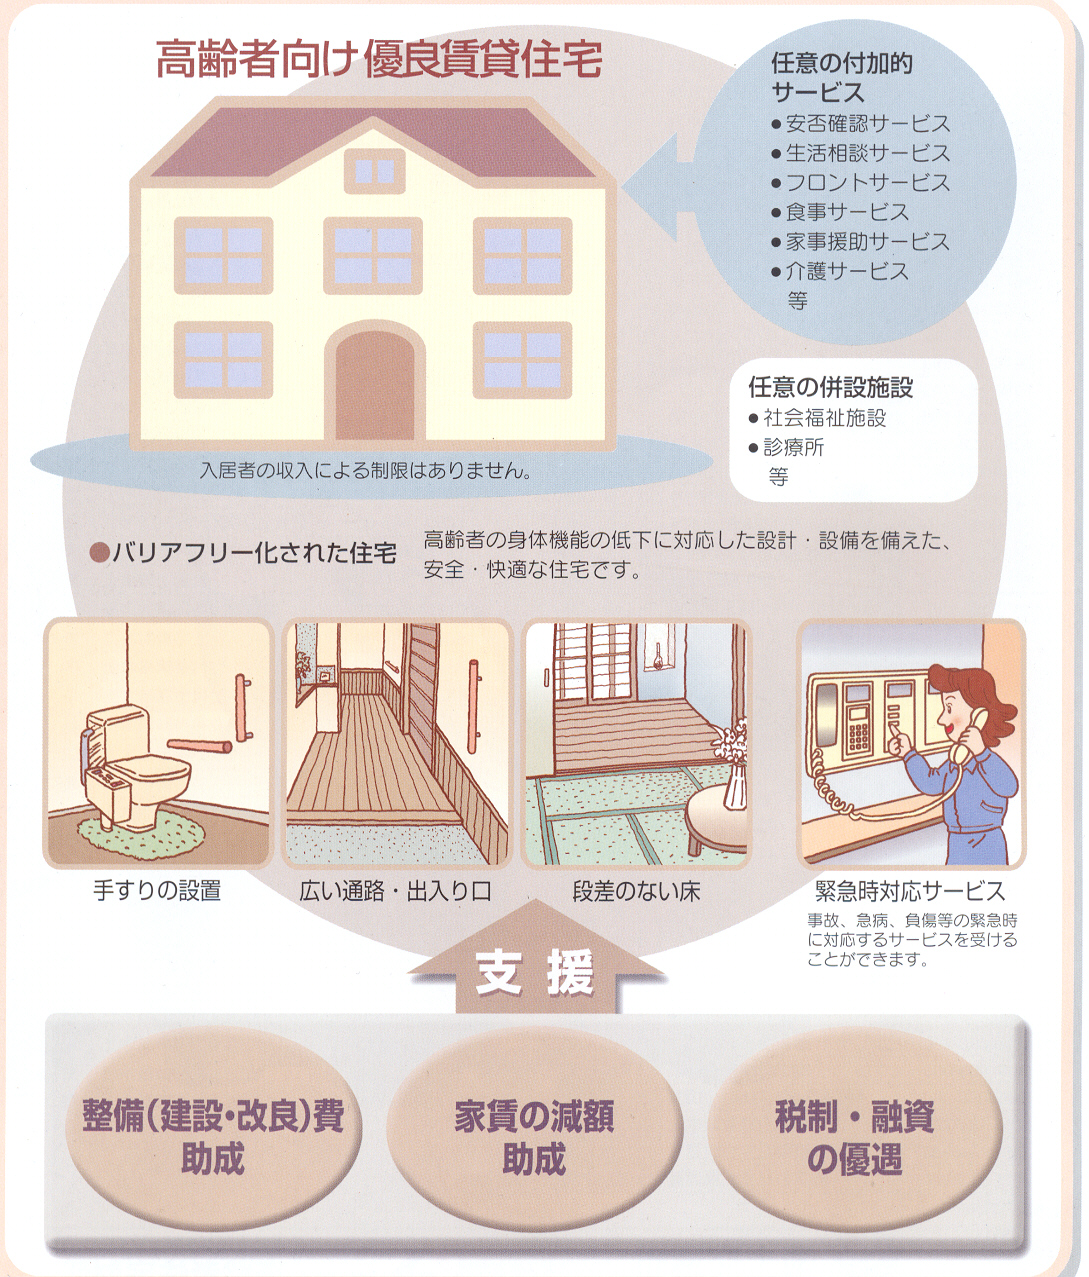 高齢者向け優良賃貸住宅
任意の付加的
サービス
●安否確認サービス
●生活相談サービス
●フロントサービス
●食事サービス
●家事援助サービス
●介護サービス
等
任意の併設施設
●社会福祉施設
●診療所
等
入居者の収入による制限はありません。
●バリアフリー化された住宅
高齢者の身体機能の低下に対応した設計・設備を備えた、
安全・快適な住宅です。
手すりの設置
広い通路・出入り口
段差のない床
緊急時対応サービス
事故、急病、負傷等の緊急時
に対応するサービスを受ける
ことができます。
支援
整備(建設・改良)費
助成
家賃の減額
助成
税制・融資
の優遇